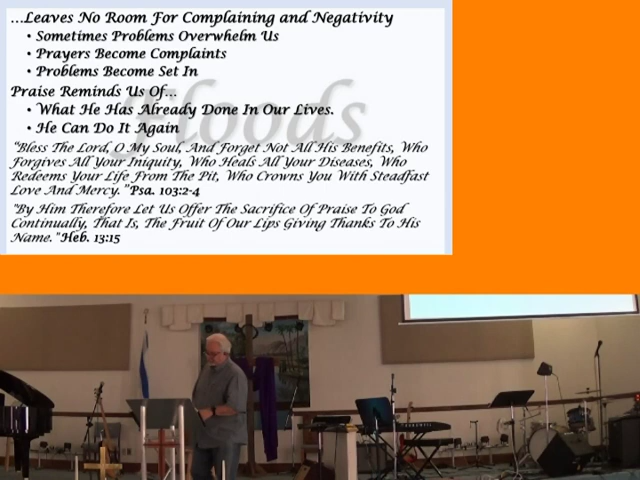 ...Leaves No Room For Complaining and Negativity
• Sometimes Problems Overwhelm Us
• Prayers Become Complaints
• Problems Become Set In
Praise Reminds Us Of...
• What He Has Already Done In Our Lives.
• He Can Do It Again
Floods
"Bless The Lord, O My Soul, And Forget Not All His Benefits, Who
Forgives All Your Iniquity, Who Heals All Your Diseases, Who
Redeems Your Life From The Pit, Who Crowns You With Steadfast
Love And Mercy." Psa. 103:2-4
"By Him Therefore Let Us Offer The Sacrifice Of Praise To God
Continually, That Is, The Fruit Of Our Lips Giving Thanks To His
Name." Heb. 13:15